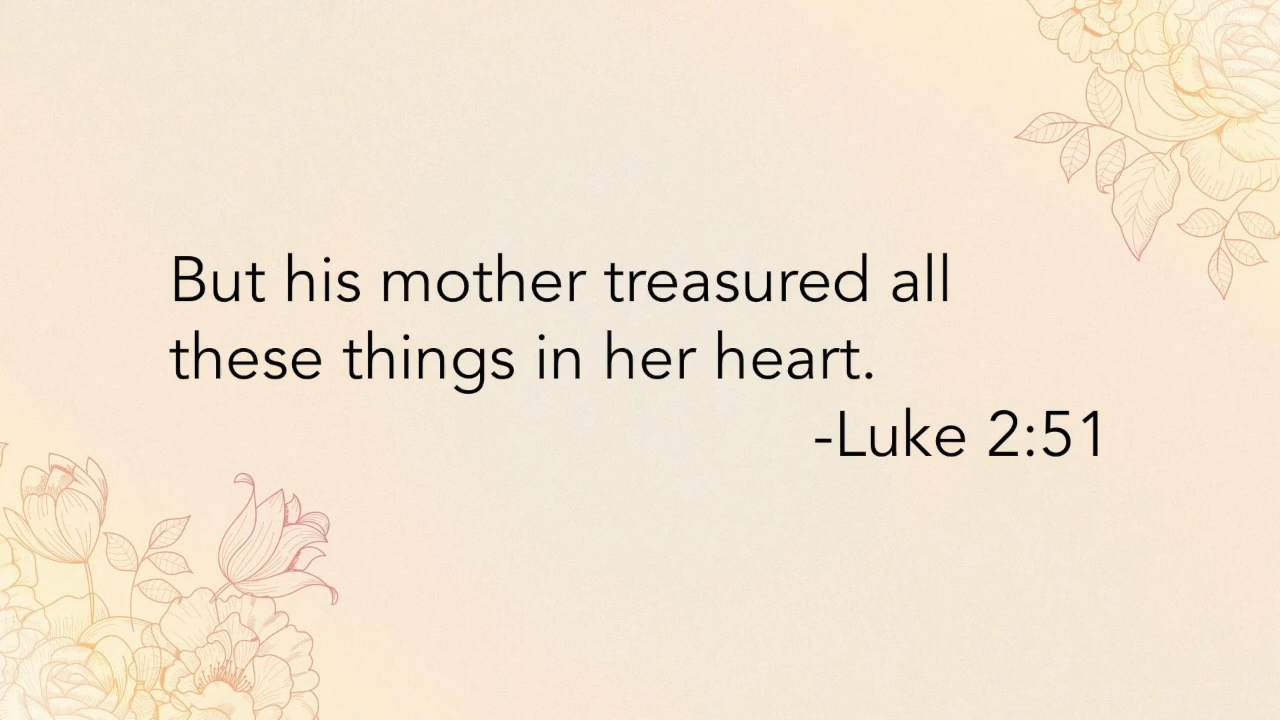 But his mother treasured all
these things in her heart.
-Luke 2:51